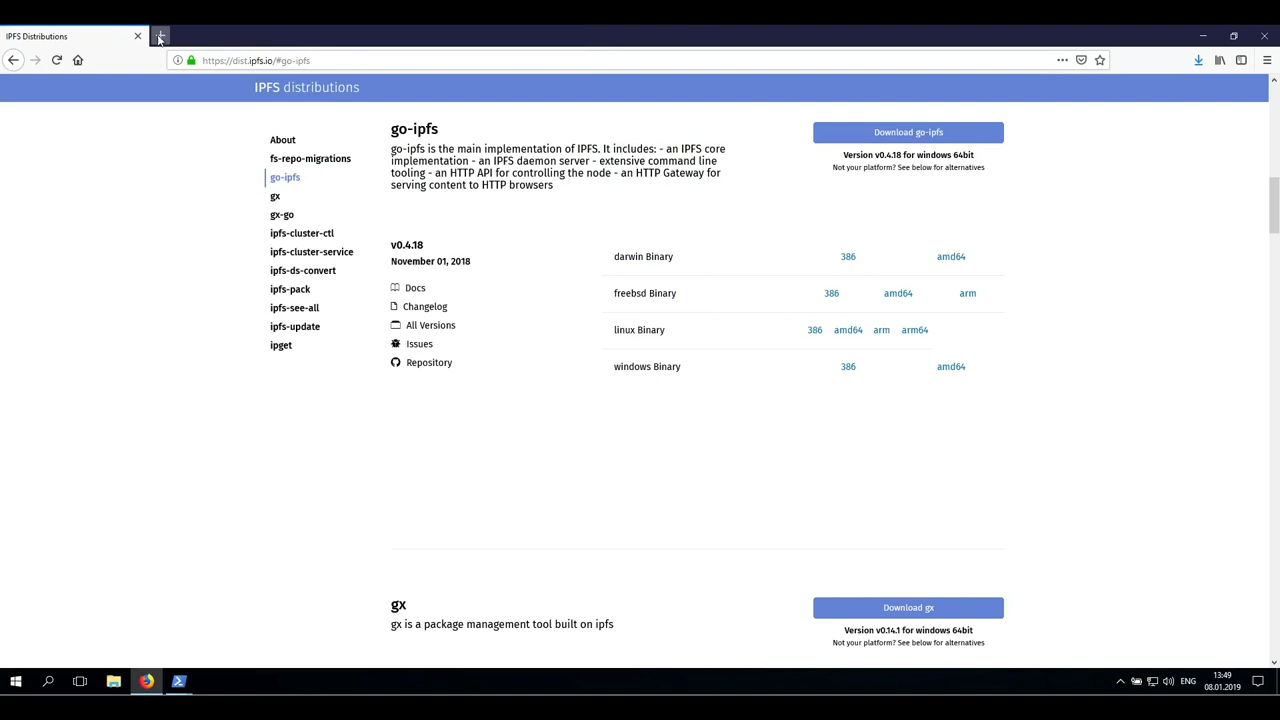 IPFS Distributions
https://dist.ipfs.io/#go-ipfs
IPFS distributions
About
fs-repo-migrations
go-ipfs
gx
gx-go
ipfs-cluster-ctl
ipfs-cluster-service
ipfs-ds-convert
ipfs-pack
ipfs-see-all
ipfs-update
ipget
go-ipfs
go-ipfs is the main implementation of IPFS. It includes: - an IPFS core
implementation - an IPFS daemon server - extensive command line
tooling - an HTTP API for controlling the node - an HTTP Gateway for
serving content to HTTP browsers
Download go-ipfs
Version v0.4.18 for windows 64bit
Not your platform? See below for alternatives
v0.4.18
November 01, 2018
Docs
Changelog
All Versions
Issues
Repository
darwin Binary 386 amd64
freebsd Binary 386 amd64 arm
linux Binary 386 amd64 arm arm64
windows Binary 386 amd64
gx
gx is a package management tool built on ipfs
Download gx
Version v0.14.1 for windows 64bit
Not your platform? See below for alternatives
ENG
13:49
08.01.2019